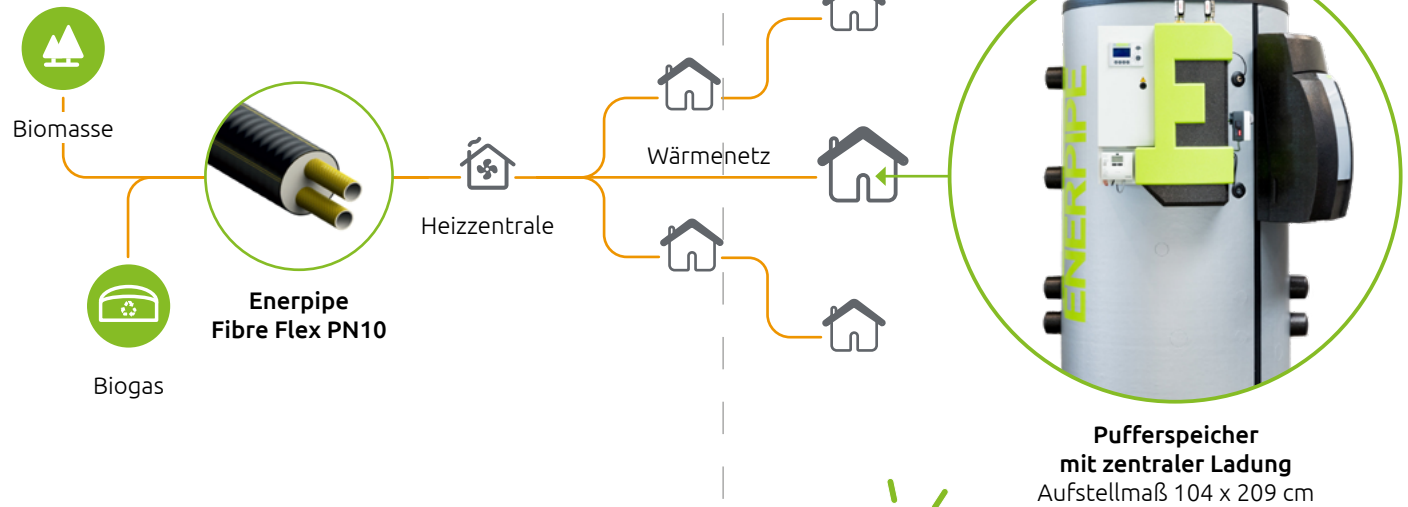 Biomasse
Wärmenetz
Heizzentrale
Enerpipe
Fibre Flex PN10
Biogas
ENERPIPE
E
Pufferspeicher
mit zentraler Ladung
Aufstellmaß 104 x 209 cm